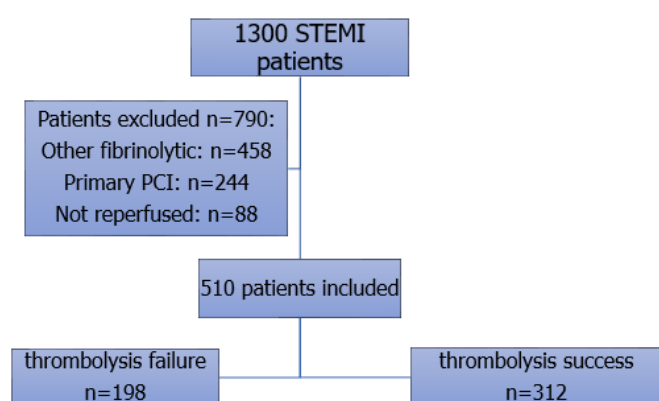 1300 STEMI
patients
Patients excluded n=790:
Other fibrinolytic: n=458
Primary PCI: n=244
Not reperfused: n=88
510 patients included
thrombolysis failure
n=198
thrombolysis success
n=312